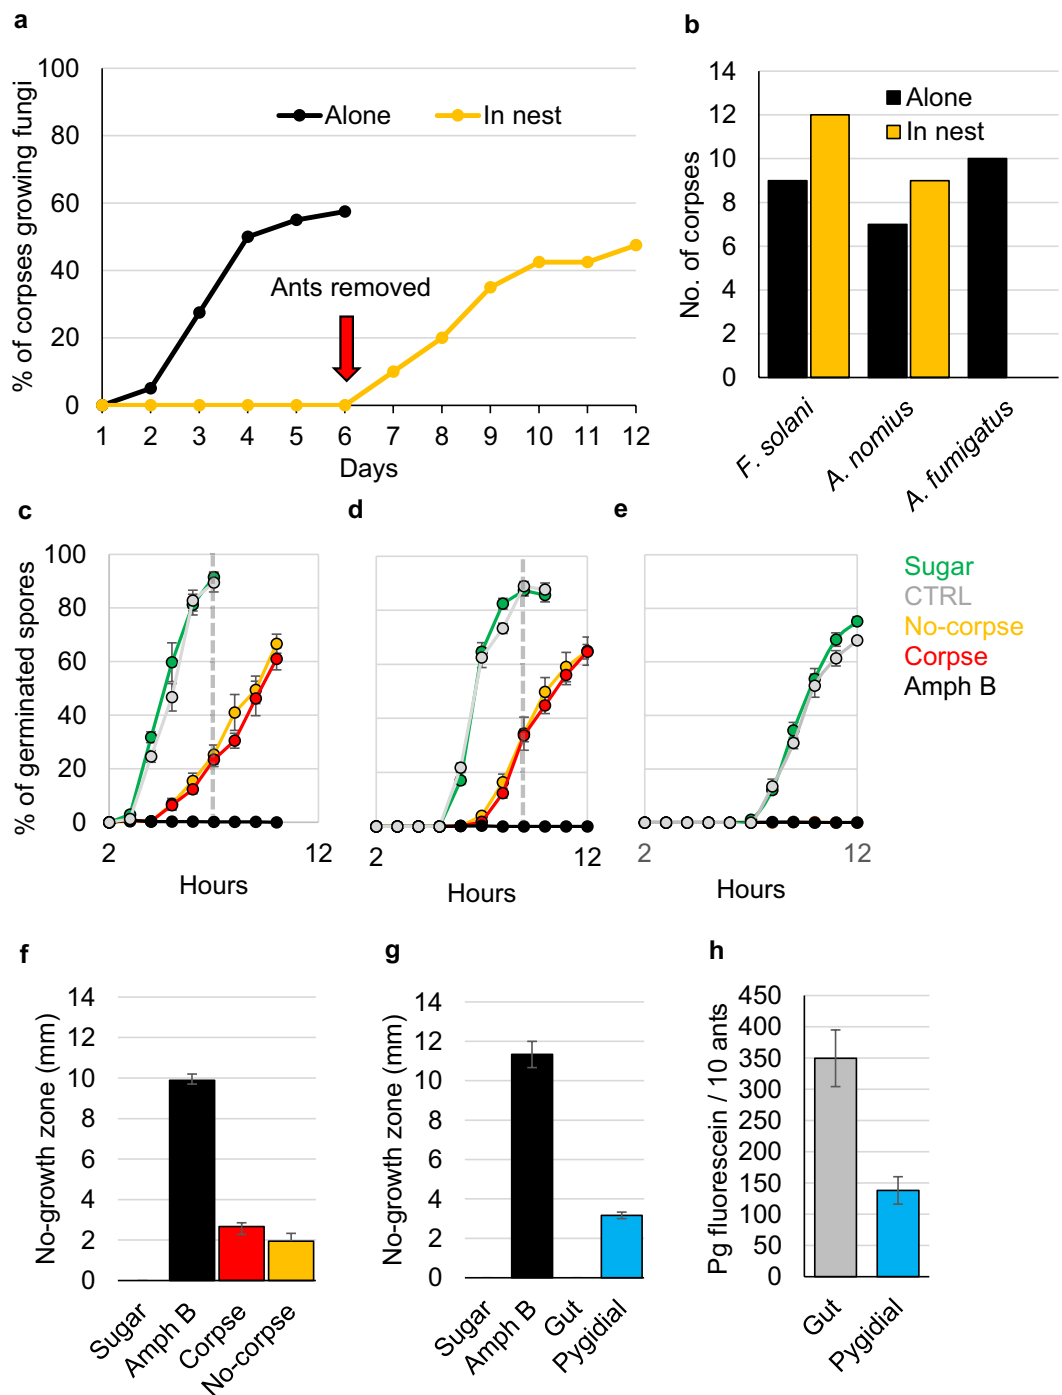 a
% of corpses growing fungi
100
80
60
40
20
0
Alone
In nest
Ants removed
1 2 3 4 5 6 7 8 9 10 11 12
Days
b
No. of corpses
14
12
10
8
6
4
2
0
Alone
In nest
F. solani
A. nomius
A. fumigatus
c
% of germinated spores
100
80
60
40
20
0
2 12
Hours
d
2 12
Hours
e
2 12
Hours
Sugar
CTRL
No-corpse
Corpse
Amph B
f
No-growth zone (mm)
14
12
10
8
6
4
2
0
Sugar
Amph B
Corpse
No-corpse
g
No-growth zone (mm)
14
12
10
8
6
4
2
0
Sugar
Amph B
Gut
Pygidial
h
Pg fluorescein / 10 ants
450
400
350
300
250
200
150
100
50
0
Gut
Pygidial